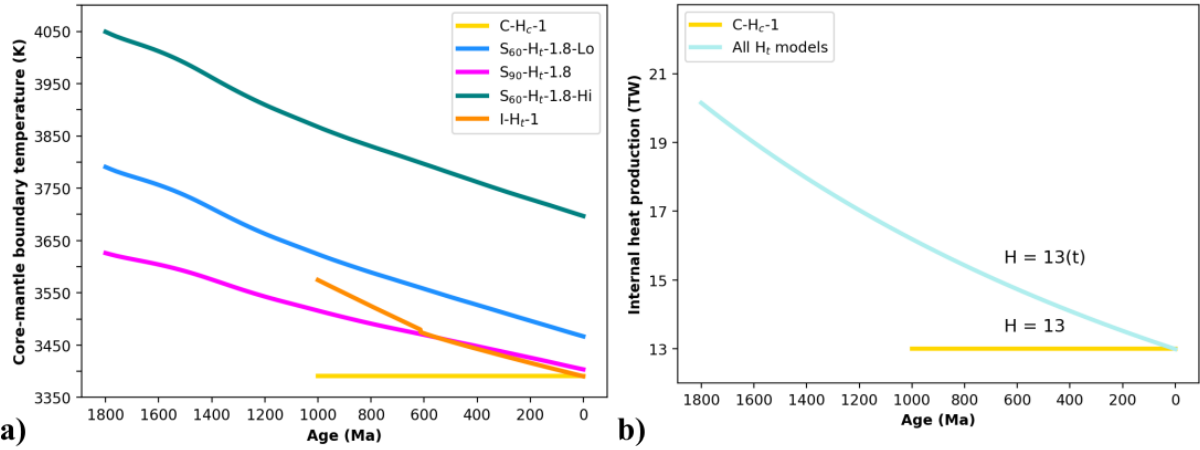 Core-mantle boundary temperature (K)
4050
3950
3850
3750
3650
3550
3450
3350
C-H_c-1
S_60-H_t-1.8-Lo
S_90-H_t-1.8
S_60-H_t-1.8-Hi
I-H_t-1
1800 1600 1400 1200 1000 800 600 400 200 0
Age (Ma)
a)
Internal heat production (TW)
21
19
17
15
13
C-H_c-1
All H_t models
H = 13(t)
H = 13
1800 1600 1400 1200 1000 800 600 400 200 0
Age (Ma)
b)